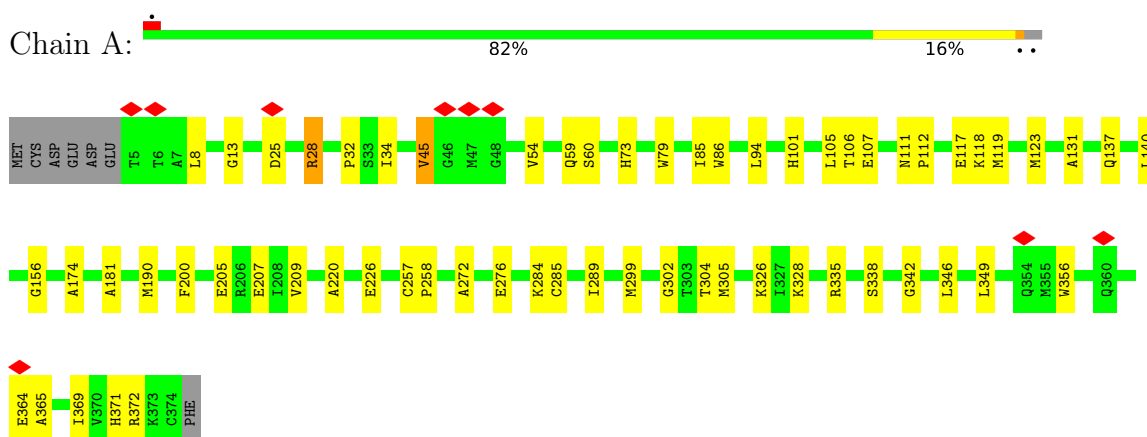 Chain A:
82% 16%
MET CYS ASP GLU ASP GLU T5 T6 A7 L8 G13 D25 R28 P32 S33 I34 V45 G46 M47 G48 V54 Q59 S60 H73 W79 I85 W86 L94 H101 L105 T106 E107 N111 P112 E117 K118 M119 M123 A131 Q137 L140
G156 A174 A181 M190 F200 E205 R206 E207 I208 V209 A220 E226 C257 P258 A272 E276 K284 C285 I289 M299 G302 T303 T304 M305 K326 I327 K328 R335 S338 G342 L346 L349 Q354 M355 W356 Q360
E364 A365 I369 V370 H371 R372 K373 C374 PHE